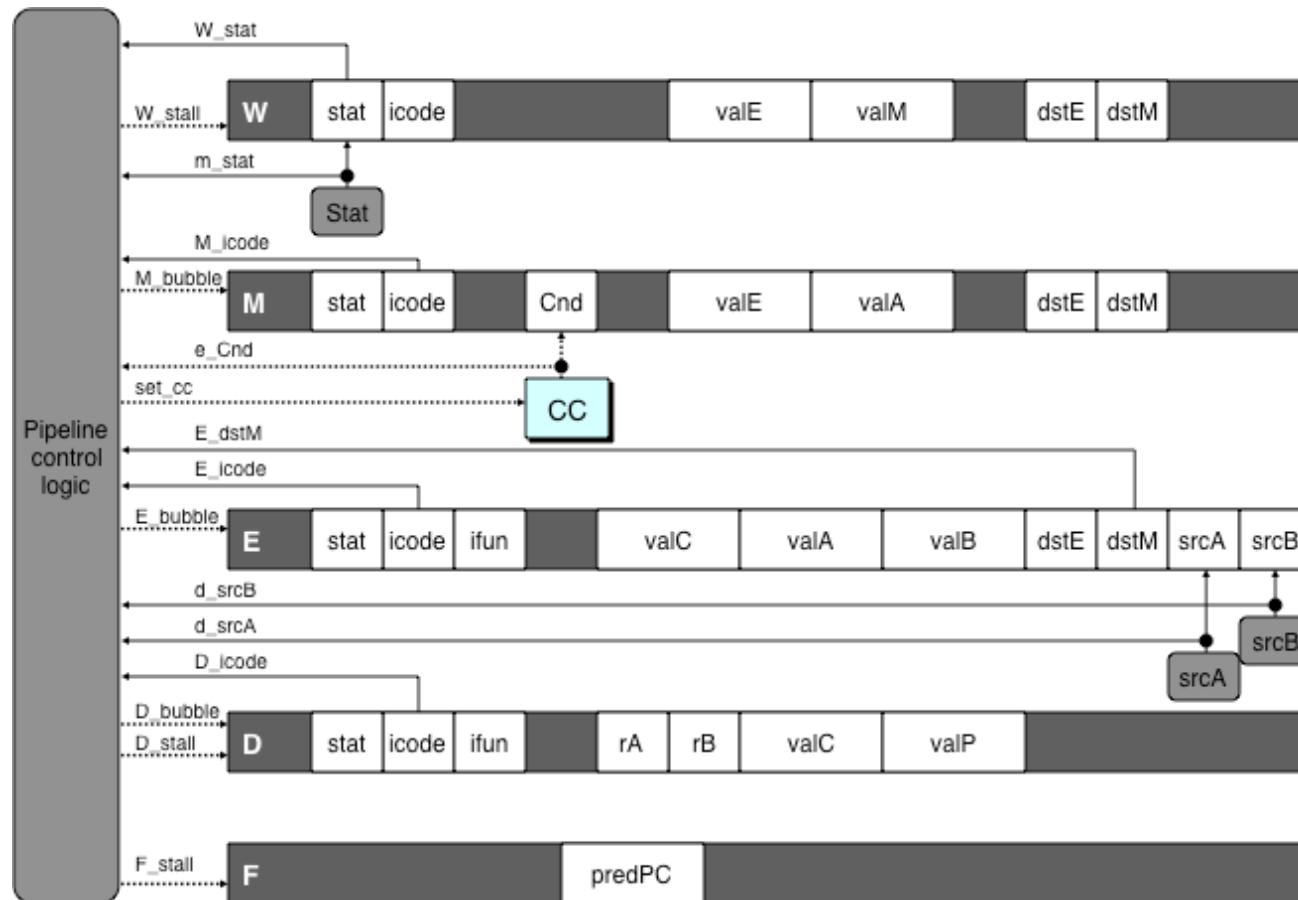 W_stat
W_stall
W stat icode valE valM dstE dstM
m_stat
Stat
M_icode
M_bubble
M stat icode Cnd valE valA dstE dstM
e_Cnd
set_cc
CC
Pipeline
control
logic
E_dstM
E_icode
E_bubble
E stat icode ifun valC valA valB dstE dstM srcA srcB
d_srcB
d_srcA
srcB
srcA
D_icode
D_bubble
D_stall
D stat icode ifun rA rB valC valP
F_stall
F predPC